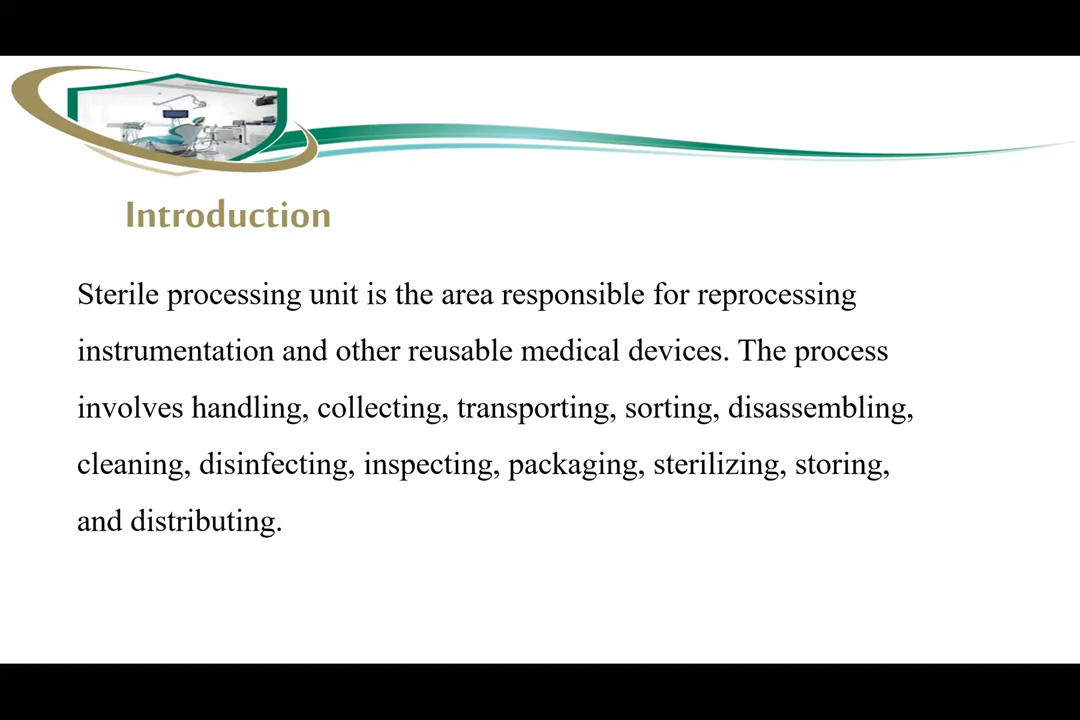 Introduction
Sterile processing unit is the area responsible for reprocessing
instrumentation and other reusable medical devices. The process
involves handling, collecting, transporting, sorting, disassembling,
cleaning, disinfecting, inspecting, packaging, sterilizing, storing,
and distributing.